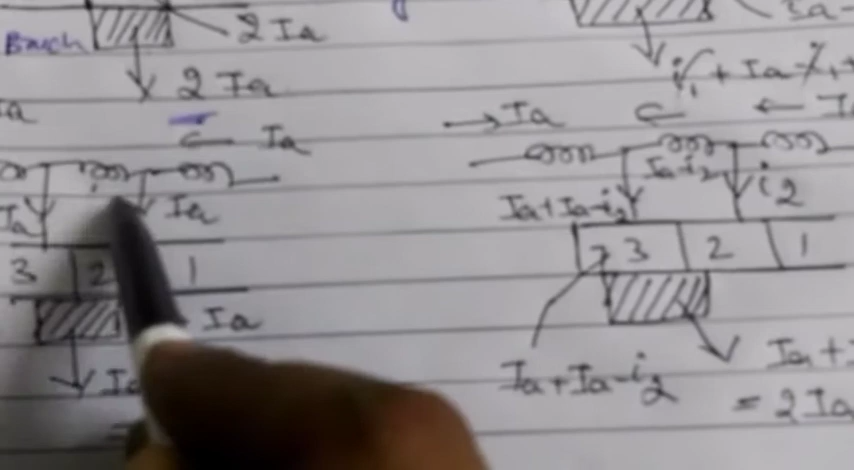 2Ia
Brush
2Ia
Ia
Ia
Ia
3 2 1
Ia
Ia
i1 + Ia - i1 +
Ia
Ia - i2
i2
Ia + Ia - i2
3 2 1
Ia + Ia - i2
Ia +
= 2Ia